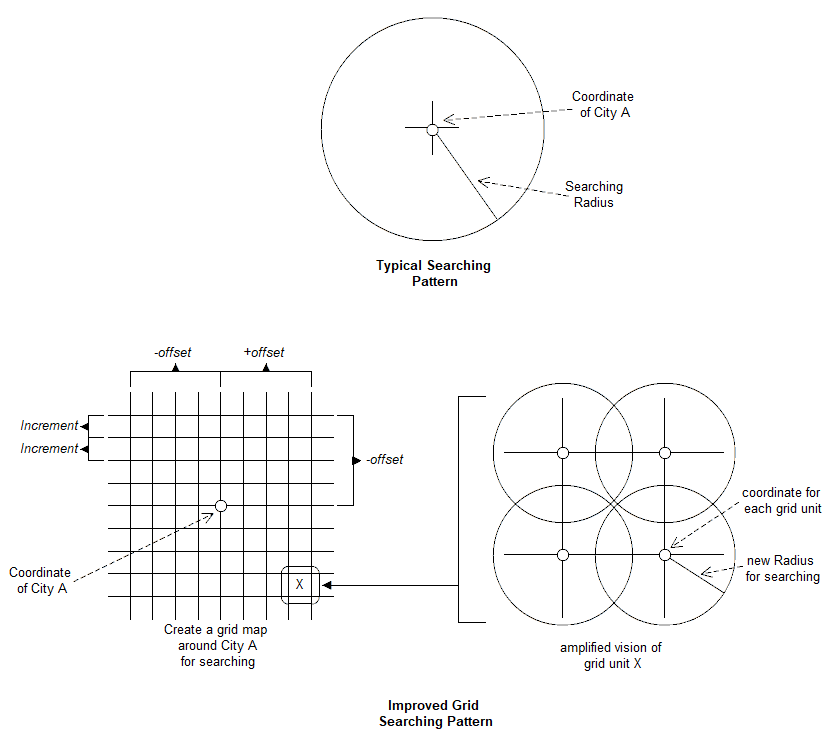 Coordinate
of City A
Searching
Radius
Typical Searching
Pattern
-offset
+offset
Increment
Increment
-offset
Coordinate
of City A
X
Create a grid map
around City A
for searching
coordinate for
each grid unit
new Radius
for searching
amplified vision of
grid unit X
Improved Grid
Searching Pattern